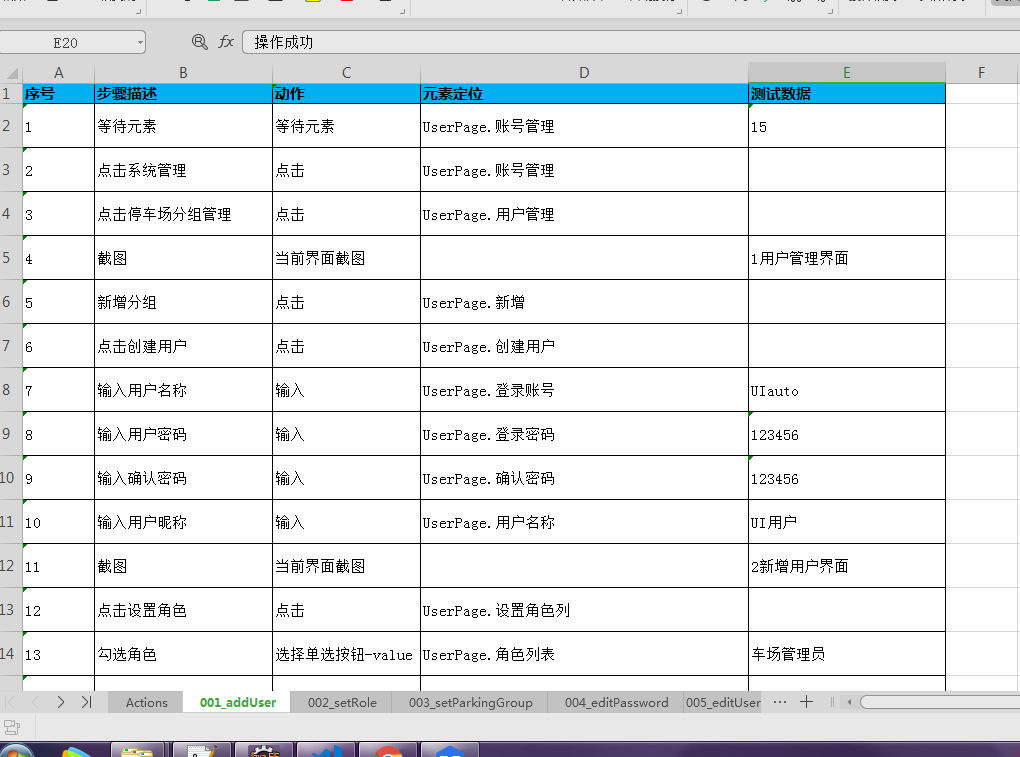 E20 fx 操作成功
A B C D E F
1 序号 步骤描述 动作 元素定位 测试数据
2 1 等待元素 等待元素 UserPage.账号管理 15
3 2 点击系统管理 点击 UserPage.账号管理
4 3 点击停车场分组管理 点击 UserPage.用户管理
5 4 截图 当前界面截图 1用户管理界面
6 5 新增分组 点击 UserPage.新增
7 6 点击创建用户 点击 UserPage.创建用户
8 7 输入用户名称 输入 UserPage.登录账号 UIauto
9 8 输入用户密码 输入 UserPage.登录密码 123456
10 9 输入确认密码 输入 UserPage.确认密码 123456
11 10 输入用户昵称 输入 UserPage.用户名称 UI用户
12 11 截图 当前界面截图 2新增用户界面
13 12 点击设置角色 点击 UserPage.设置角色列
14 13 勾选角色 选择单选按钮-value UserPage.角色列表 车场管理员
Actions 001_addUser 002_setRole 003_setParkingGroup 004_editPassword 005_editUser ···